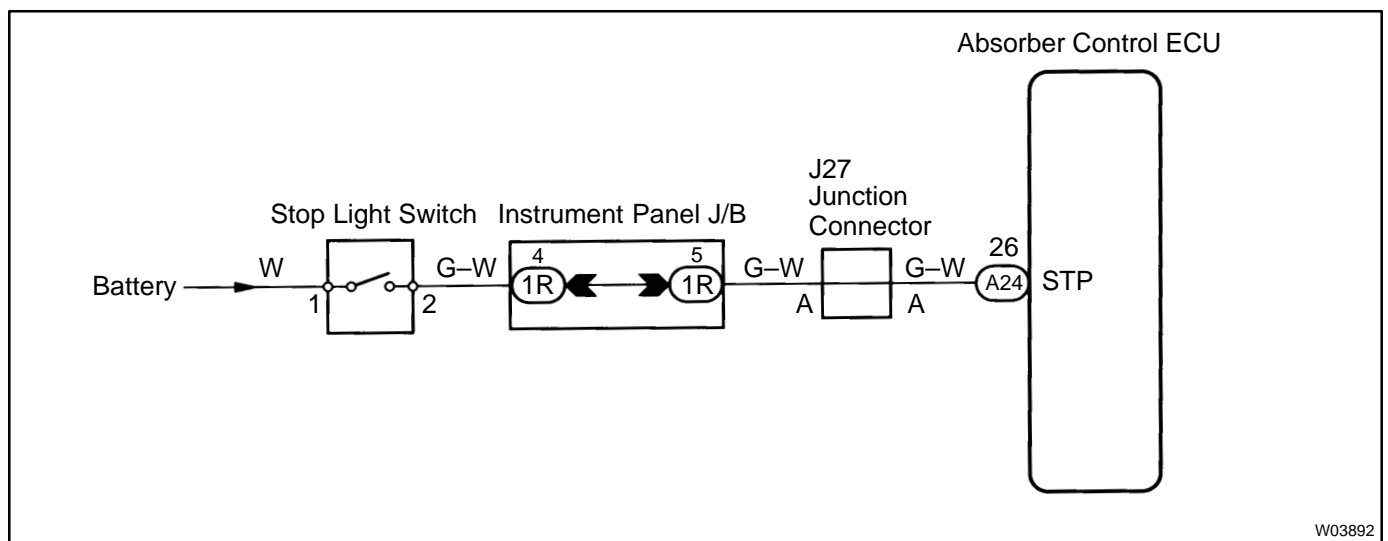 Absorber Control ECU
J27
Junction
Connector
Stop Light Switch
Instrument Panel J/B
Battery
W
1
2
G–W
4
1R
5
1R
G–W
A
G–W
A
26
A24
STP
W03892